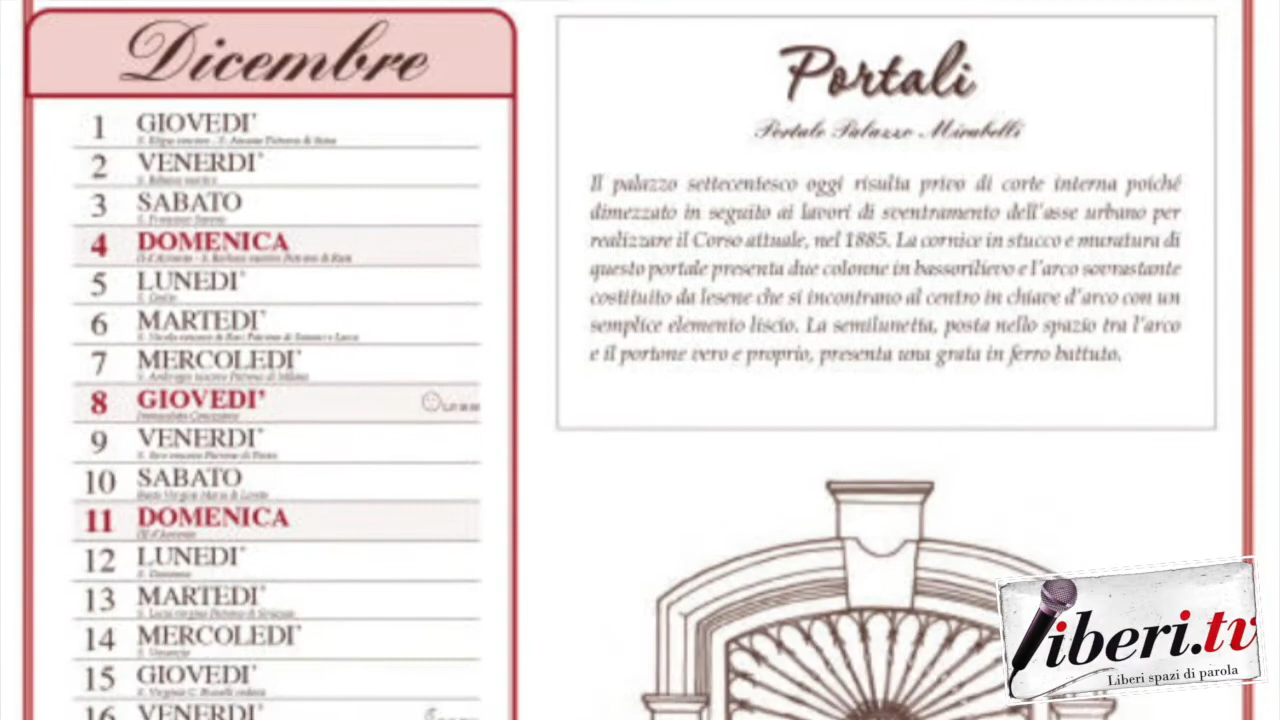 Dicembre
1 GIOVEDI'
2 VENERDI'
3 SABATO
4 DOMENICA
5 LUNEDI'
6 MARTEDI'
7 MERCOLEDI'
8 GIOVEDI'
Immacolata Concezione
9 VENERDI'
10 SABATO
11 DOMENICA
12 LUNEDI'
13 MARTEDI'
14 MERCOLEDI'
15 GIOVEDI'
16 VENERDI'
Portali
Portale Palazzo Mirabelli
Il palazzo settecentesco oggi risulta privo di corte interna poiché
dimezzato in seguito ai lavori di sventramento dell'asse urbano per
realizzare il Corso attuale, nel 1885. La cornice in stucco e muratura di
questo portale presenta due colonne in bassorilievo e l'arco sovrastante
costituito da lesene che si incontrano al centro in chiave d'arco con un
semplice elemento liscio. La semilunetta, posta nello spazio tra l'arco
e il portone vero e proprio, presenta una grata in ferro battuto.
liberi.tv
Liberi spazi di parola